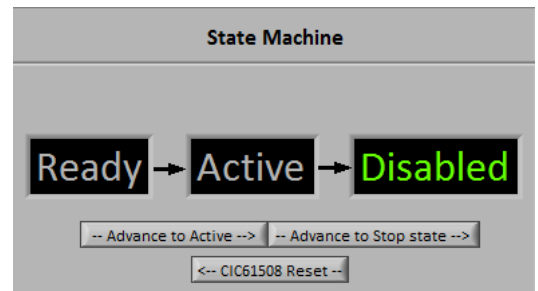 State Machine
Ready Active Disabled
-- Advance to Active --> -- Advance to Stop state -->
<-- CIC61508 Reset --